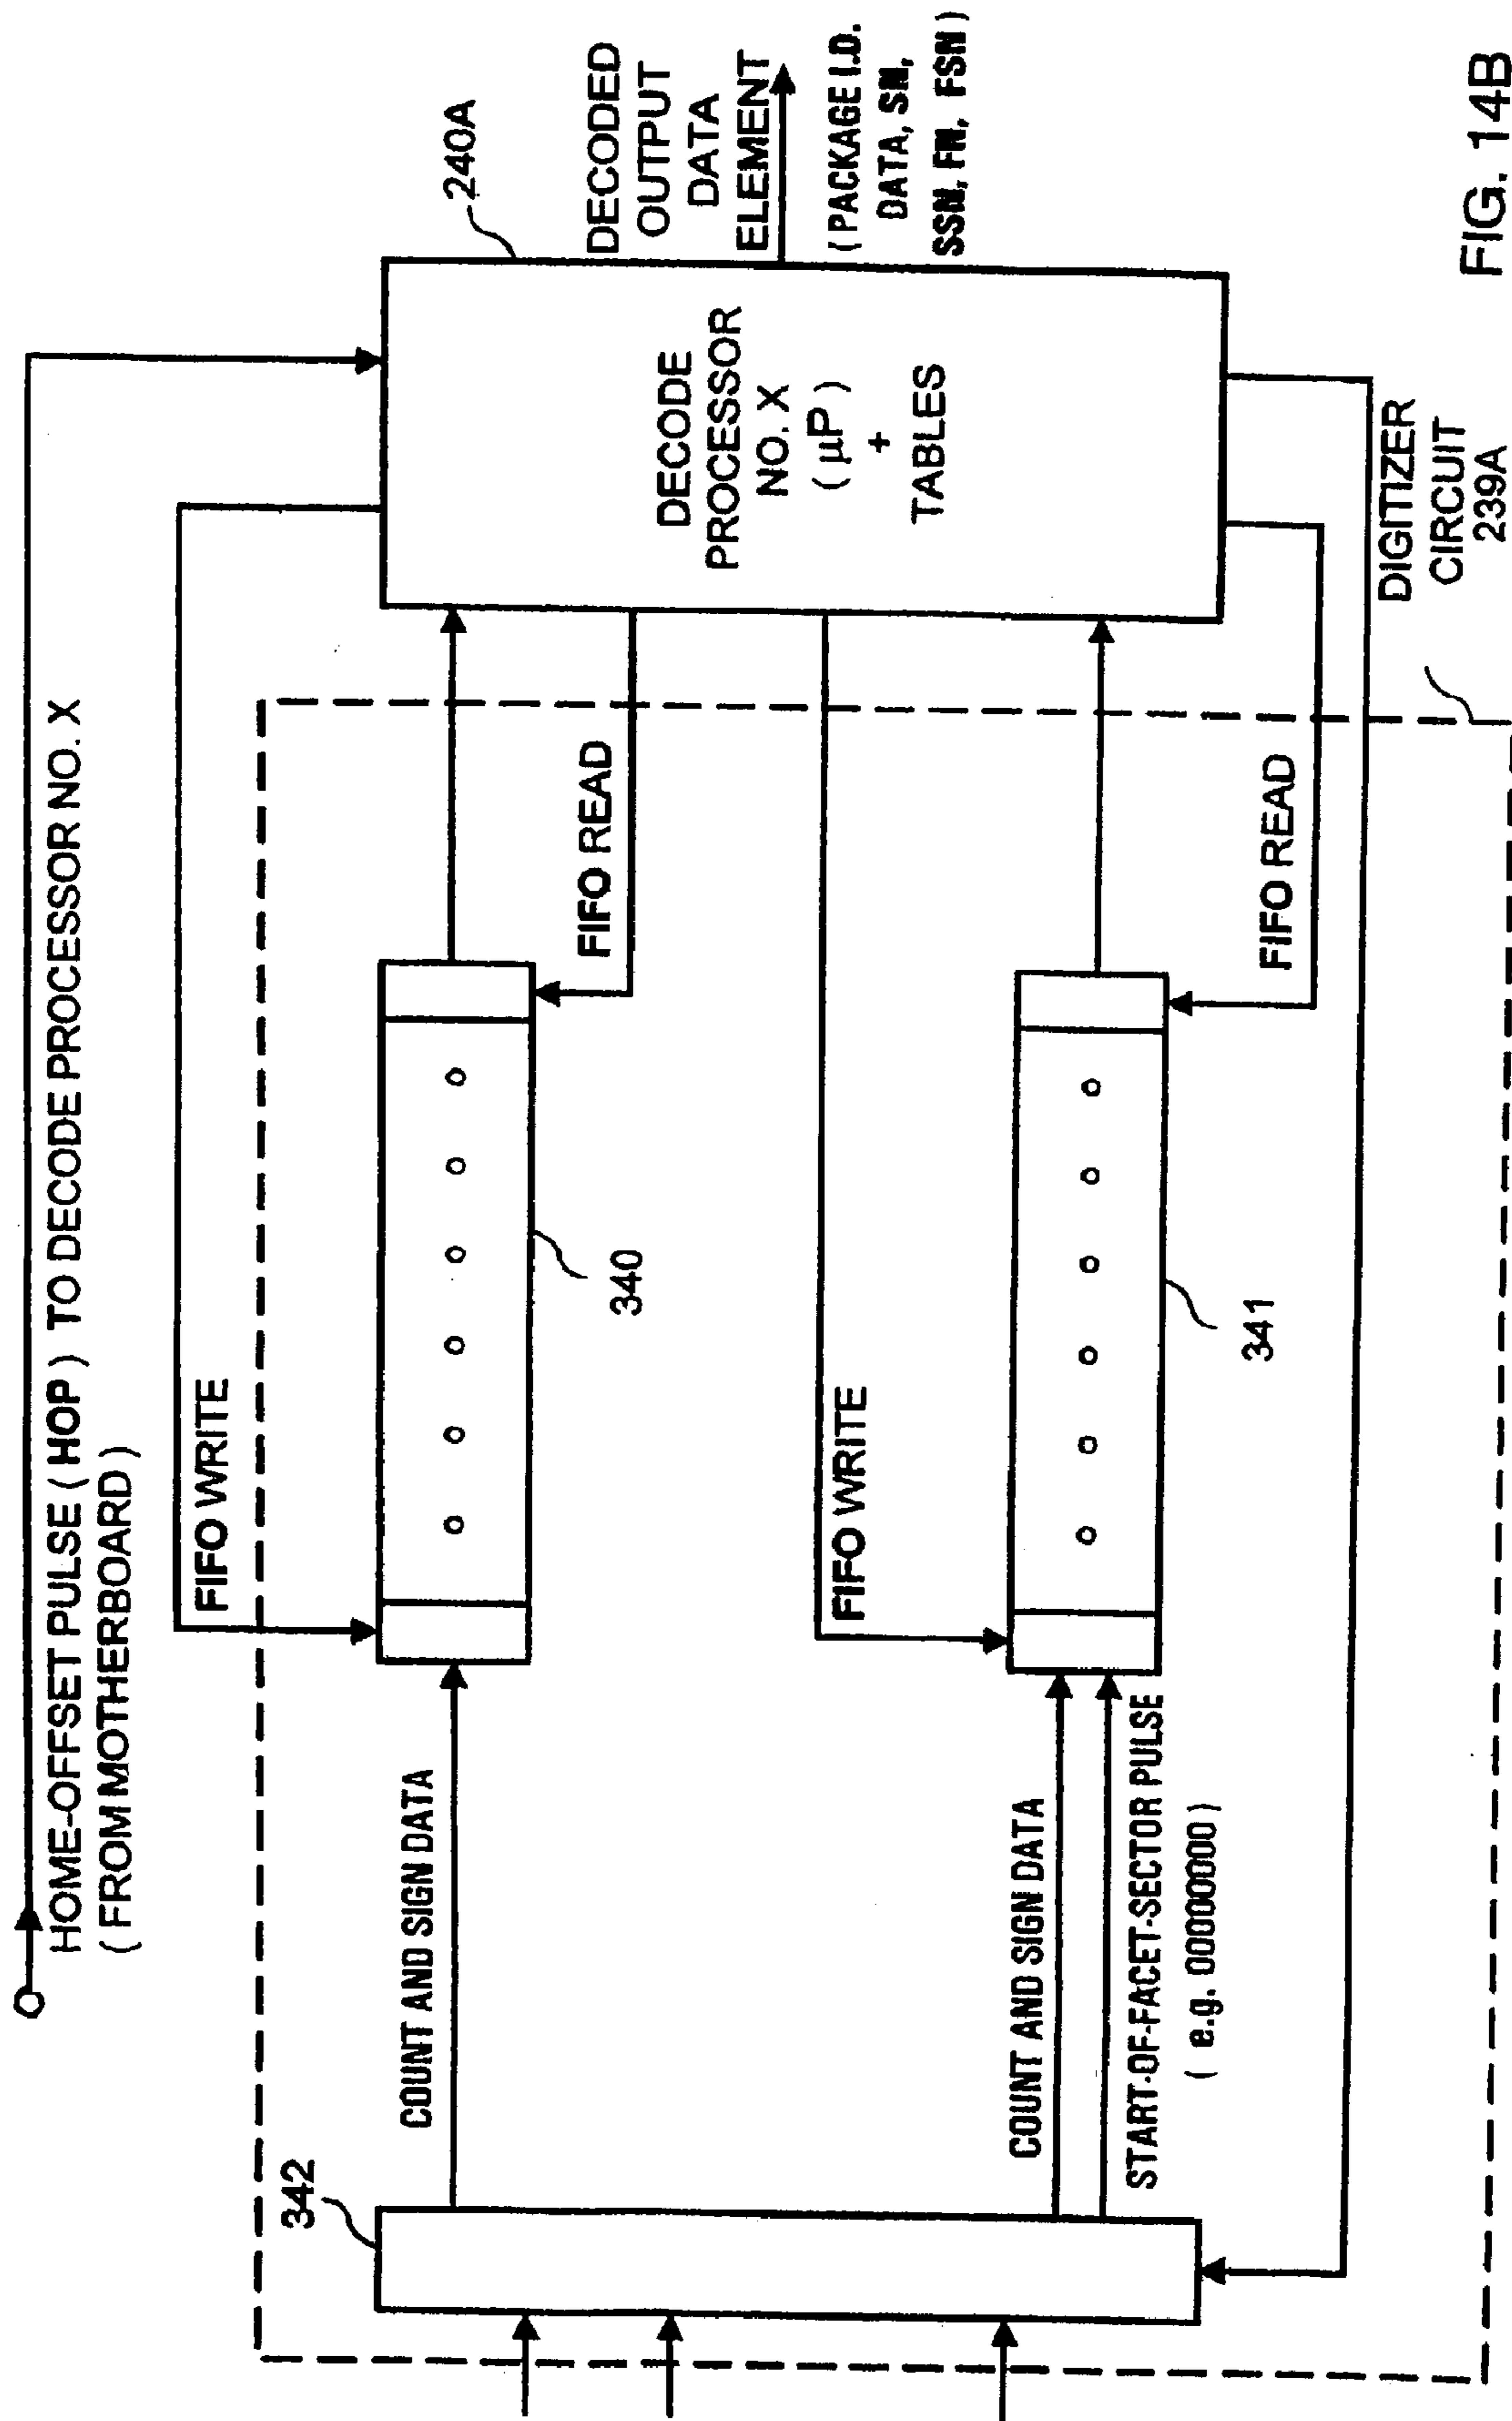 HOME-OFFSET PULSE ( HOP ) TO DECODE PROCESSOR NO. X
( FROM MOTHERBOARD )
FIFO WRITE
342
COUNT AND SIGN DATA
340
FIFO READ
240A
DECODE
PROCESSOR
NO. X
( µP )
+
TABLES
DECODED
OUTPUT
DATA
ELEMENT
( PACKAGE I.D.
DATA, SN,
SSN, FN, FSN )
FIFO WRITE
COUNT AND SIGN DATA
START-OF-FACET-SECTOR PULSE
( e.g. 00000000 )
341
FIFO READ
DIGITIZER
CIRCUIT
239A
FIG. 14B